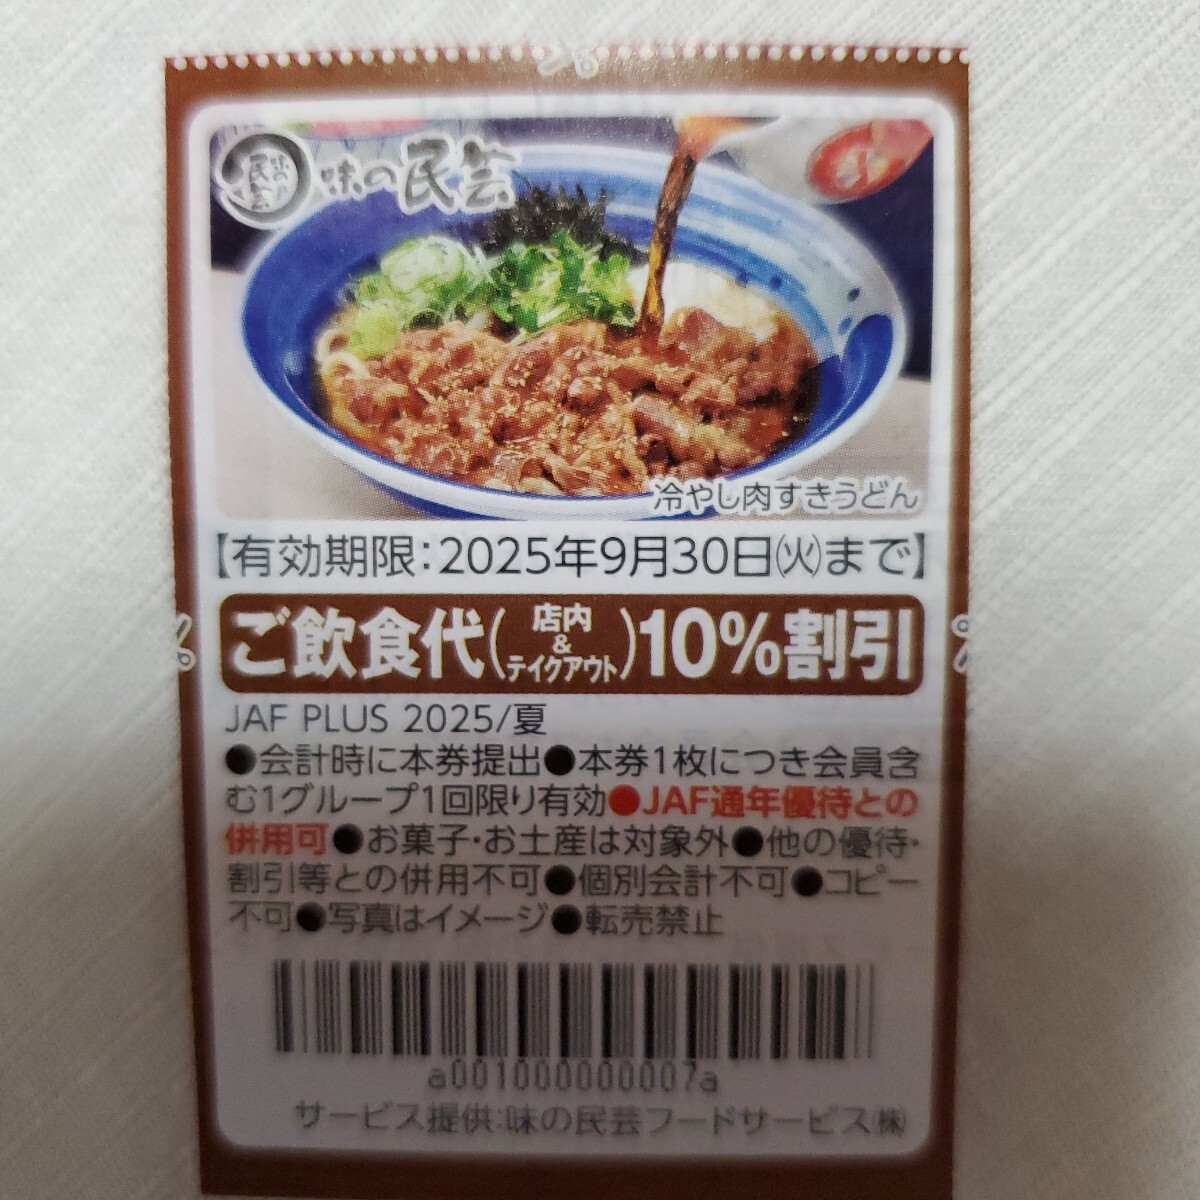 味の民芸
味の民芸
冷やし肉すきうどん
【有効期限:2025年9月30日㈫まで】
ご飲食代(店内&テイクアウト)10%割引
JAF PLUS 2025/夏
●会計時に本券提出●本券1枚につき会員含
む1グループ1回限り有効●JAF通年優待との
併用可●お菓子・お土産は対象外●他の優待・
割引等との併用不可●個別会計不可●コピー
不可●写真はイメージ●転売禁止
a001000000007a
サービス提供:味の民芸フードサービス㈱